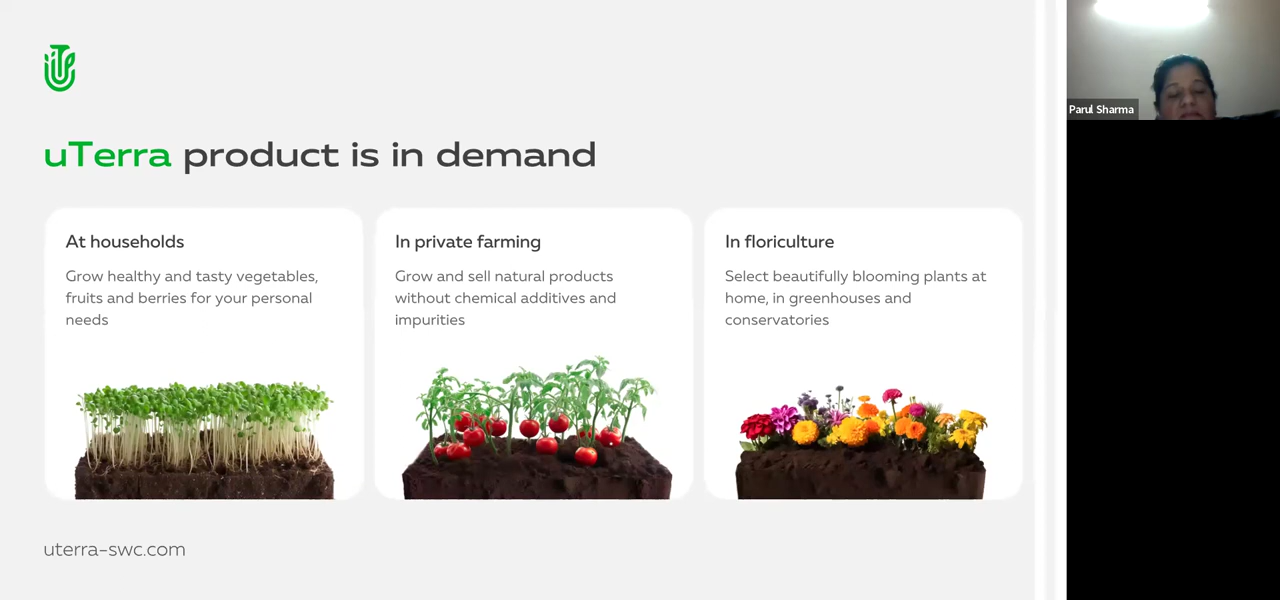 uTerra product is in demand
At households
Grow healthy and tasty vegetables,
fruits and berries for your personal
needs
In private farming
Grow and sell natural products
without chemical additives and
impurities
In floriculture
Select beautifully blooming plants at
home, in greenhouses and
conservatories
uterra-swc.com
Parul Sharma